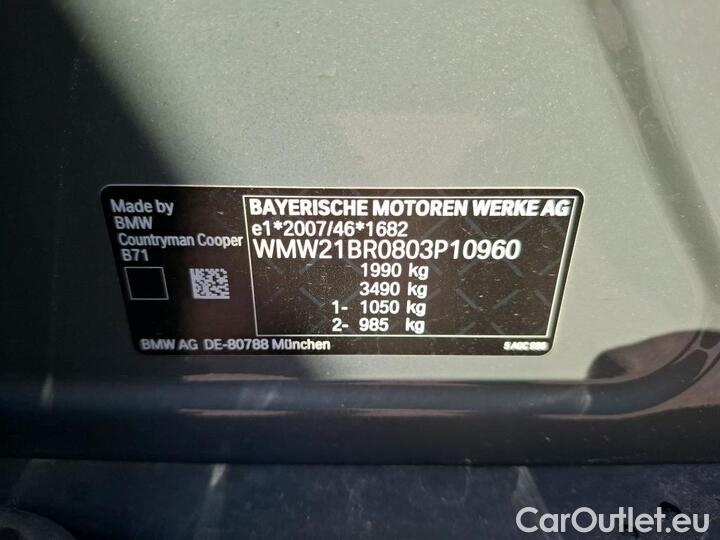 Made by
BMW
Countryman Cooper
B71
BAYERISCHE MOTOREN WERKE AG
e1*2007/46*1682
WMW21BR0803P10960
1990 kg
3490 kg
1- 1050 kg
2- 985 kg
BMW AG DE-80788 München
CarOutlet.eu